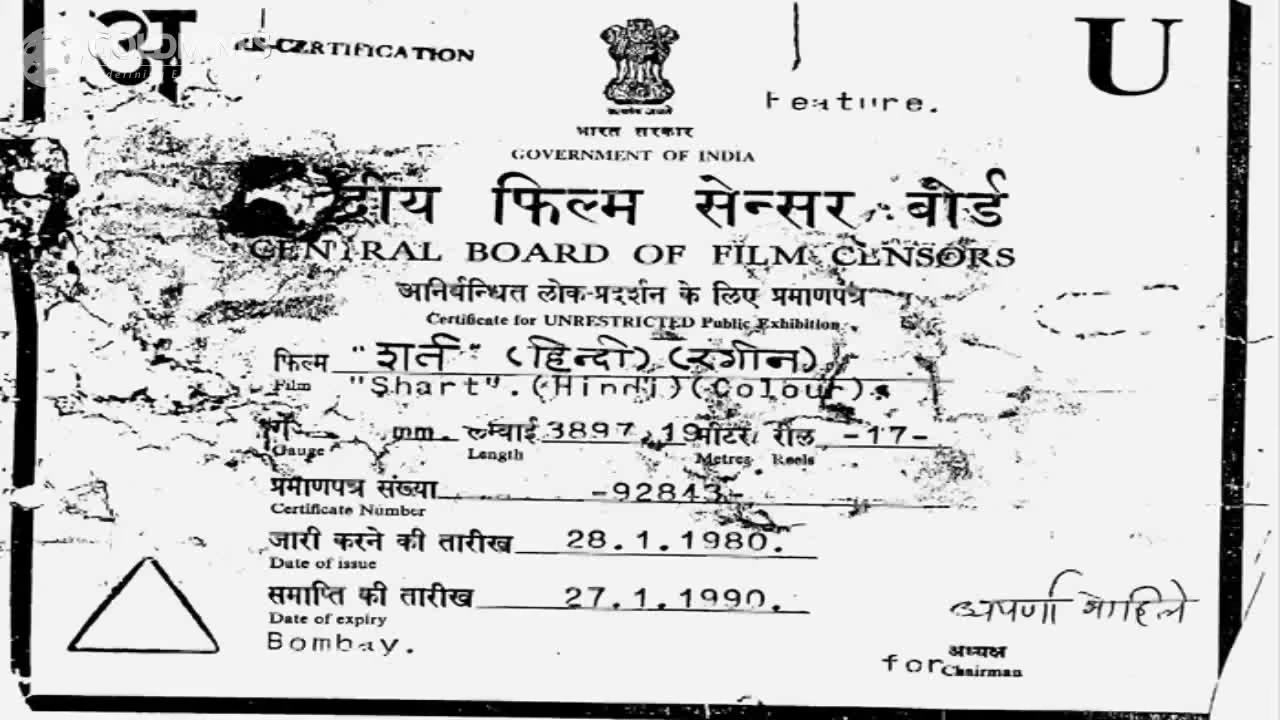 अ
RE-CERTIFICATION
U
Feature.
भारत सरकार
GOVERNMENT OF INDIA
फिल्म सेन्सर बोर्ड
CENTRAL BOARD OF FILM CENSORS
अनिर्बन्धित लोक-प्रदर्शन के लिए प्रमाणपत्र
Certificate for UNRESTRICTED Public Exhibition
फिल्म "शर्त" (हिन्दी) (रंगीन)
Film "Shart".(Hindi)(Colour).
mm. लम्बाई 3897.19 मीटर रील -17-
Gauge Length Metres Reels
प्रमाणपत्र संख्या -92843-
Certificate Number
जारी करने की तारीख 28.1.1980.
Date of issue
समाप्ति की तारीख 27.1.1990.
Date of expiry
Bombay.
अपर्णा मोहिले
अध्यक्ष
for Chairman